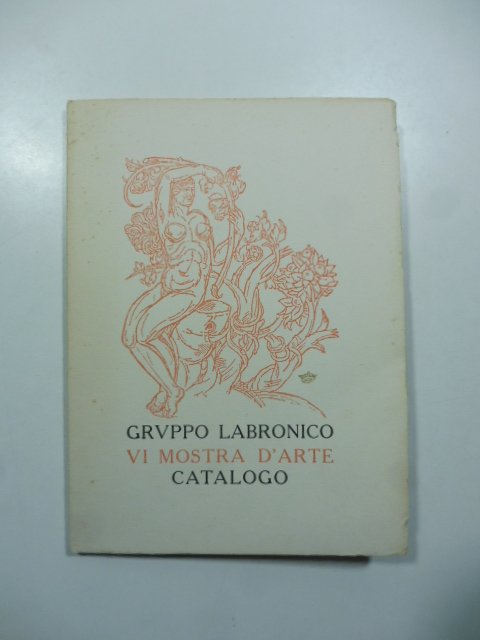 GRVPPO LABRONICO
VI MOSTRA D'ARTE
CATALOGO